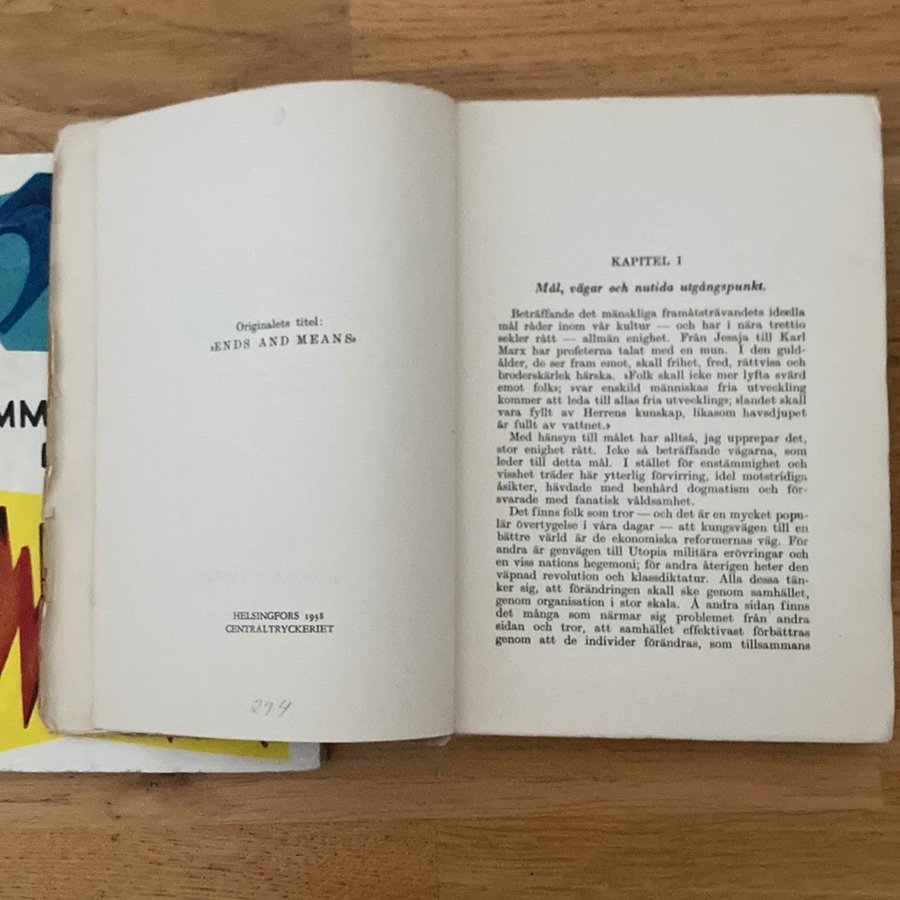 MM
Originalets titel:
»ENDS AND MEANS»
HELSINGFORS 1938
CENTRALTRYCKERIET
294
KAPITEL I
Mål, vägar och nutida utgångspunkt.
Beträffande det mänskliga framåtsträvandets ideella
mål råder inom vår kultur — och har i nära trettio
sekler rått — allmän enighet. Från Jesaja till Karl
Marx har profeterna talat med en mun. I den guld-
ålder, de ser fram emot, skall frihet, fred, rättvisa och
broderskärlek härska. »Folk skall icke mer lyfta svärd
emot folk»; »var enskild människas fria utveckling
kommer att leda till allas fria utveckling»; »landet skall
vara fyllt av Herrens kunskap, likasom havsdjupet
är fullt av vattnet.»
Med hänsyn till målet har alltså, jag upprepar det,
stor enighet rått. Icke så beträffande vägarna, som
leder till detta mål. I stället för enstämmighet och
visshet träder här ytterlig förvirring, idel motstridiga
åsikter, hävdade med benhård dogmatism och för-
svarade med fanatisk våldsamhet.
Det finns folk som tror — och det är en mycket popu-
lär övertygelse i våra dagar — att kungsvägen till en
bättre värld är de ekonomiska reformernas väg. För
andra är genvägen till Utopia militära erövringar och
en viss nations hegemoni; för andra återigen heter den
väpnad revolution och klassdiktatur. Alla dessa tän-
ker sig, att förändringen skall ske genom samhället,
genom organisation i stor skala. Å andra sidan finns
det många som närmar sig problemet från andra
sidan och tror, att samhället effektivast förbättras
genom att de individer förändras, som tillsammans